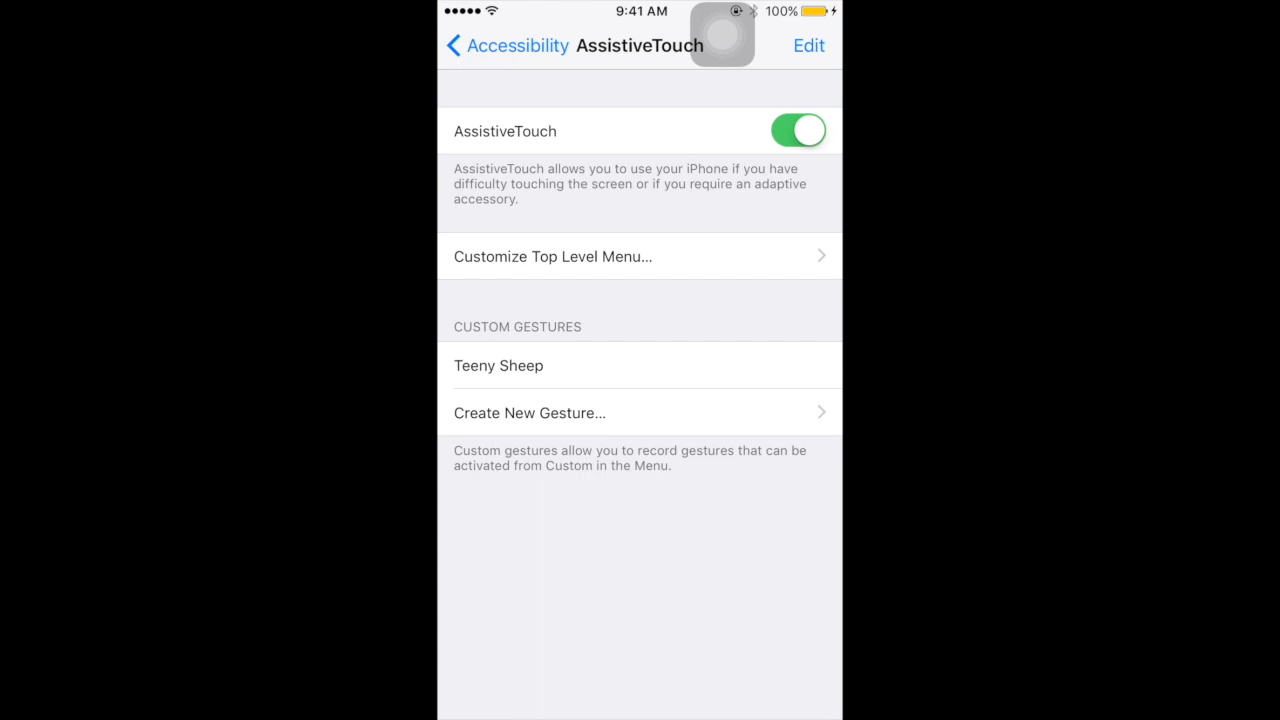 9:41 AM 100%
Accessibility AssistiveTouch Edit
AssistiveTouch
AssistiveTouch allows you to use your iPhone if you have
difficulty touching the screen or if you require an adaptive
accessory.
Customize Top Level Menu...
CUSTOM GESTURES
Teeny Sheep
Create New Gesture...
Custom gestures allow you to record gestures that can be
activated from Custom in the Menu.